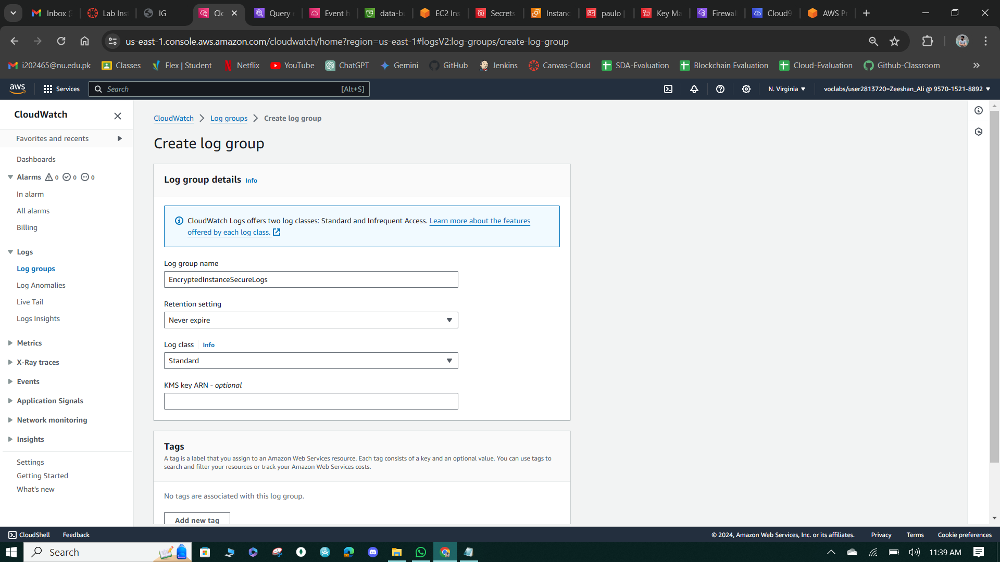 Inbox (
Lab Inst
IG
Clo
Query
Event h
data-bu
EC2 Ins
Secrets
Instanc
paulo |
Key Ma
Firewall
Cloud9
AWS Pr
us-east-1.console.aws.amazon.com/cloudwatch/home?region=us-east-1#logsV2:log-groups/create-log-group
i202465@nu.edu.pk
Classes
Flex | Student
Netflix
YouTube
ChatGPT
Gemini
GitHub
Jenkins
Canvas-Cloud
SDA-Evaluation
Blockchain Evaluation
Cloud-Evaluation
Github-Classroom
aws
Services
Search
[Alt+S]
N. Virginia
voclabs/user2813720=Zeeshan_Ali @ 9570-1521-8892
CloudWatch
Favorites and recents
Dashboards
Alarms 0 0 0
In alarm
All alarms
Billing
Logs
Log groups
Log Anomalies
Live Tail
Logs Insights
Metrics
X-Ray traces
Events
Application Signals
Network monitoring
Insights
Settings
Getting Started
What's new
CloudWatch
Log groups
Create log group
Create log group
Log group details Info
CloudWatch Logs offers two log classes: Standard and Infrequent Access. Learn more about the features
offered by each log class.
Log group name
EncryptedInstanceSecureLogs
Retention setting
Never expire
Log class Info
Standard
KMS key ARN - optional
Tags
A tag is a label that you assign to an Amazon Web Services resource. Each tag consists of a key and an optional value. You can use tags to
search and filter your resources or track your Amazon Web Services costs.
No tags are associated with this log group.
Add new tag
CloudShell
Feedback
© 2024, Amazon Web Services, Inc. or its affiliates.
Privacy
Terms
Cookie preferences
Search
11:39 AM